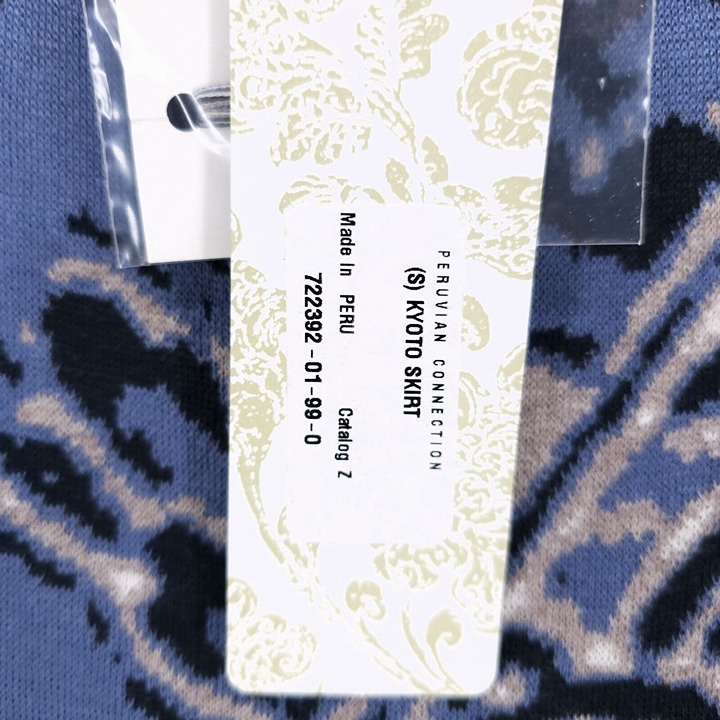 PERUVIAN CONNECTION
(S) KYOTO SKIRT
Made In PERU Catalog Z
722392-01-99-0